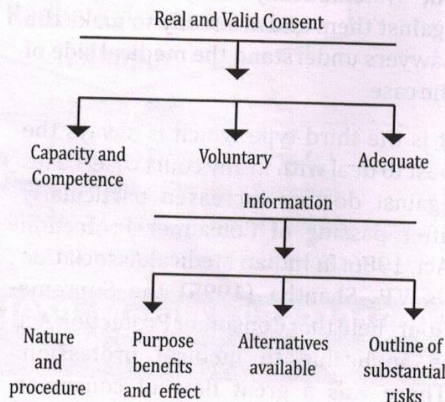 Real and Valid Consent
Capacity and
Competence
Voluntary
Adequate
Information
Nature
and
procedure
Purpose
benefits
and effect
Alternatives
available
Outline of
substantial
risks